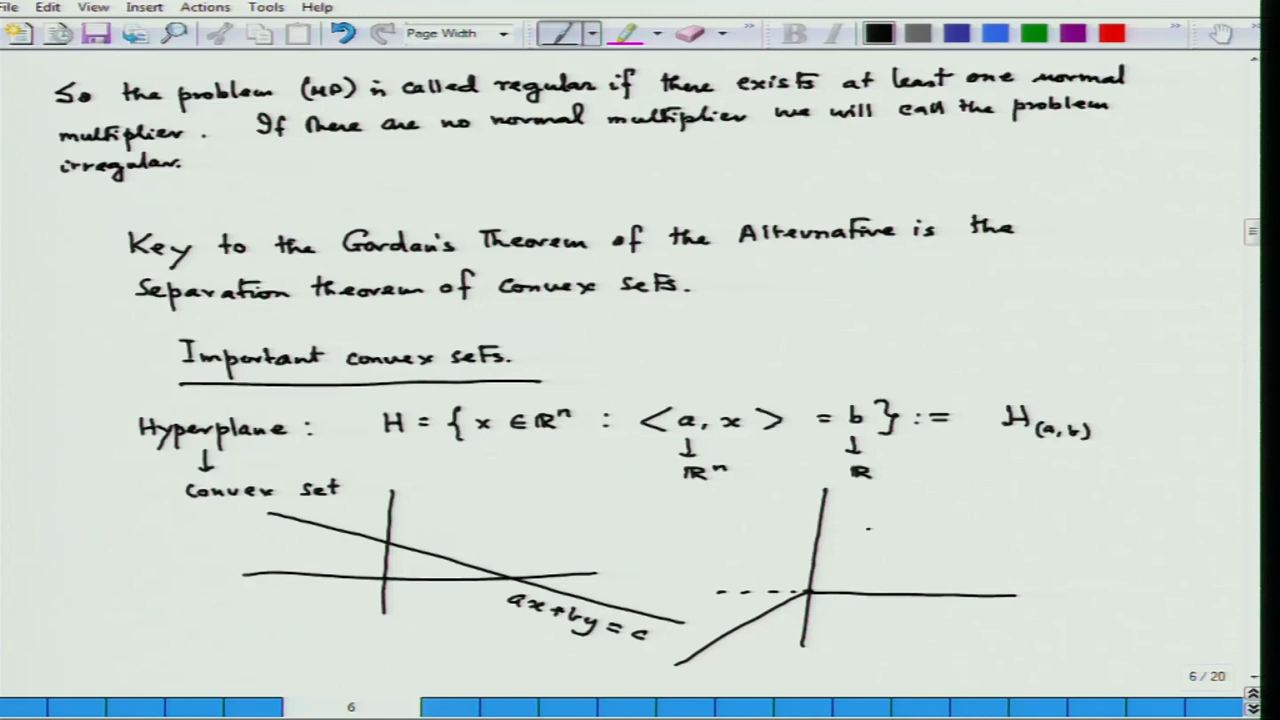 File Edit View Insert Actions Tools Help
Page Width
So the problem (MP) is called regular if there exists at least one normal
multiplier. If there are no normal multiplier we will call the problem
irregular.
Key to the Gordan's Theorem of the Alternative is the
separation theorem of convex sets.
Important convex sets.
Hyperplane : H = { x ∈ ℝⁿ : < a, x > = b } := H(a,b)
↓ ↓ ↓
ℝⁿ ℝ
convex set
ax+by = c
6 / 20
6